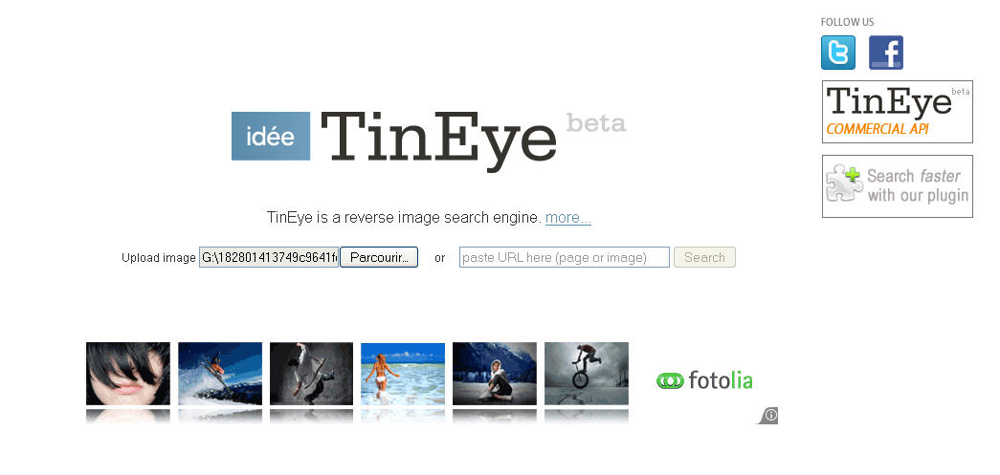 FOLLOW US
TinEye beta
COMMERCIAL API
Search faster
with our plugin
idée TinEye beta
TinEye is a reverse image search engine. more...
Upload image G:\182801413749c9641f Parcourir... or paste URL here (page or image) Search
fotolia